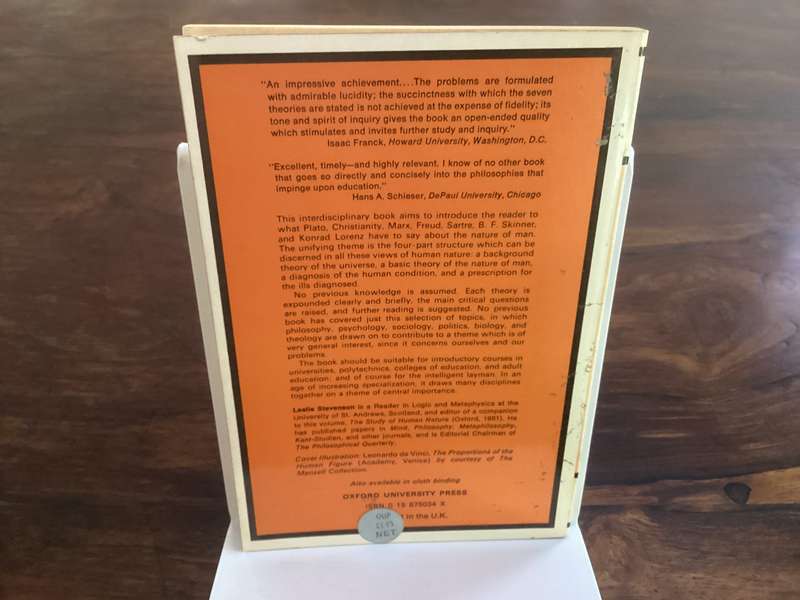 "An impressive achievement....The problems are formulated
with admirable lucidity; the succinctness with which the seven
theories are stated is not achieved at the expense of fidelity; its
tone and spirit of inquiry gives the book an open-ended quality
which stimulates and invites further study and inquiry."
Isaac Franck, Howard University, Washington, D.C.
"Excellent, timely—and highly relevant. I know of no other book
that goes so directly and concisely into the philosophies that
impinge upon education."
Hans A. Schieser, DePaul University, Chicago
This interdisciplinary book aims to introduce the reader to
what Plato, Christianity, Marx, Freud, Sartre, B. F. Skinner,
and Konrad Lorenz have to say about the nature of man.
The unifying theme is the four-part structure which can be
discerned in all these views of human nature: a background
theory of the universe, a basic theory of the nature of man,
a diagnosis of the human condition, and a prescription for
the ills diagnosed.
No previous knowledge is assumed. Each theory is
expounded clearly and briefly, the main critical questions
are raised, and further reading is suggested. No previous
book has covered just this selection of topics, in which
philosophy, psychology, sociology, politics, biology, and
theology are drawn on to contribute to a theme which is of
very general interest, since it concerns ourselves and our
problems.
The book should be suitable for introductory courses in
universities, polytechnics, colleges of education, and adult
education; and of course for the intelligent layman. In an
age of increasing specialization, it draws many disciplines
together on a theme of central importance.
Leslie Stevenson is a Reader in Logic and Metaphysics at the
University of St. Andrews, Scotland, and editor of a companion
to this volume, The Study of Human Nature (Oxford, 1981). He
has published papers in Mind, Philosophy, Metaphilosophy,
Kant-Studien, and other journals, and is Editorial Chairman of
The Philosophical Quarterly.
Cover illustration: Leonardo da Vinci, The Proportions of the
Human Figure (Academy, Venice) by courtesy of The
Mansell Collection.
Also available in cloth binding
OXFORD UNIVERSITY PRESS
ISBN 0 19 875034 X
in the U.K.
OUP
NET